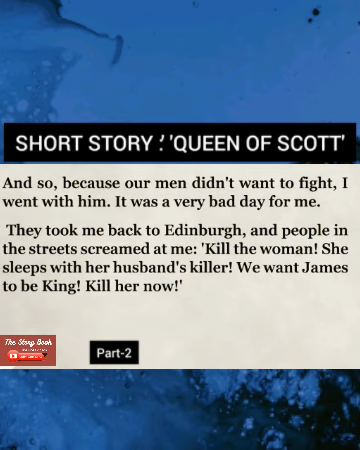 SHORT STORY : 'QUEEN OF SCOTT'
And so, because our men didn't want to fight, I
went with him. It was a very bad day for me.
They took me back to Edinburgh, and people in
the streets screamed at me: 'Kill the woman! She
sleeps with her husband's killer! We want James
to be King! Kill her now!'
The Story Book
Part-2